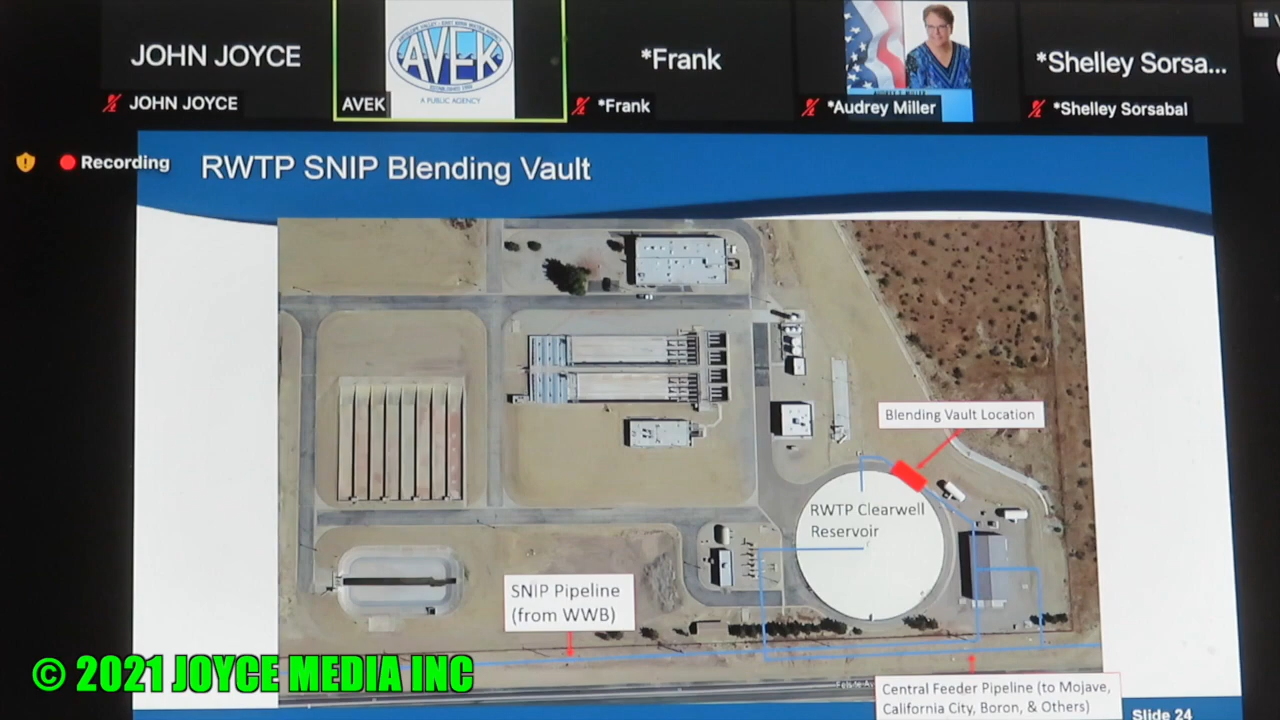 JOHN JOYCE
*Frank
*Shelley Sorsa...
AVEK
ESTABLISHED 1959
A PUBLIC AGENCY
JOHN JOYCE
AVEK
*Frank
*Audrey Miller
*Shelley Sorsabal
Recording
RWTP SNIP Blending Vault
Blending Vault Location
RWTP Clearwell
Reservoir
SNIP Pipeline
(from WWB)
Central Feeder Pipeline (to Mojave,
California City, Boron, & Others)
Slide 24
© 2021 JOYCE MEDIA INC